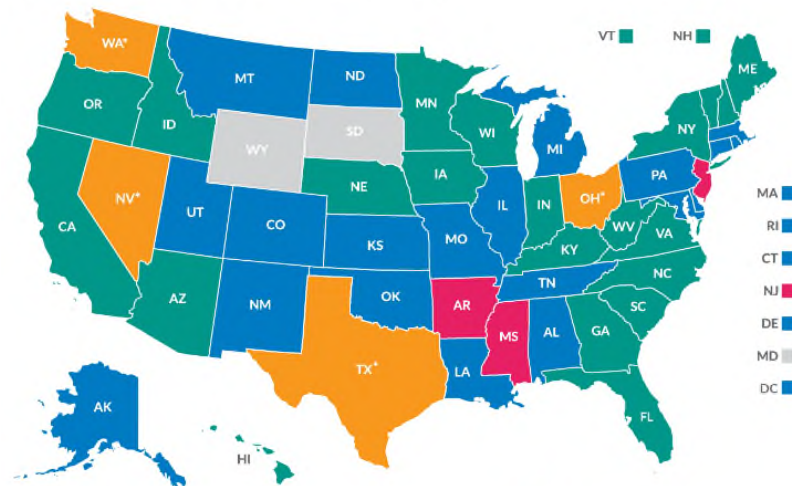 VT NH
WA*
MT
ND
ME
OR
MN
ID
WI
NY
SD
WY
MI
IA
PA
NE
NV*
OH*
IL
IN
MA
UT
CO
WV
CA
VA
RI
KS
MO
KY
CT
NC
TN
AZ
OK
NJ
NM
AR
SC
DE
MS
AL
GA
MD
TX*
LA
DC
AK
FL
HI